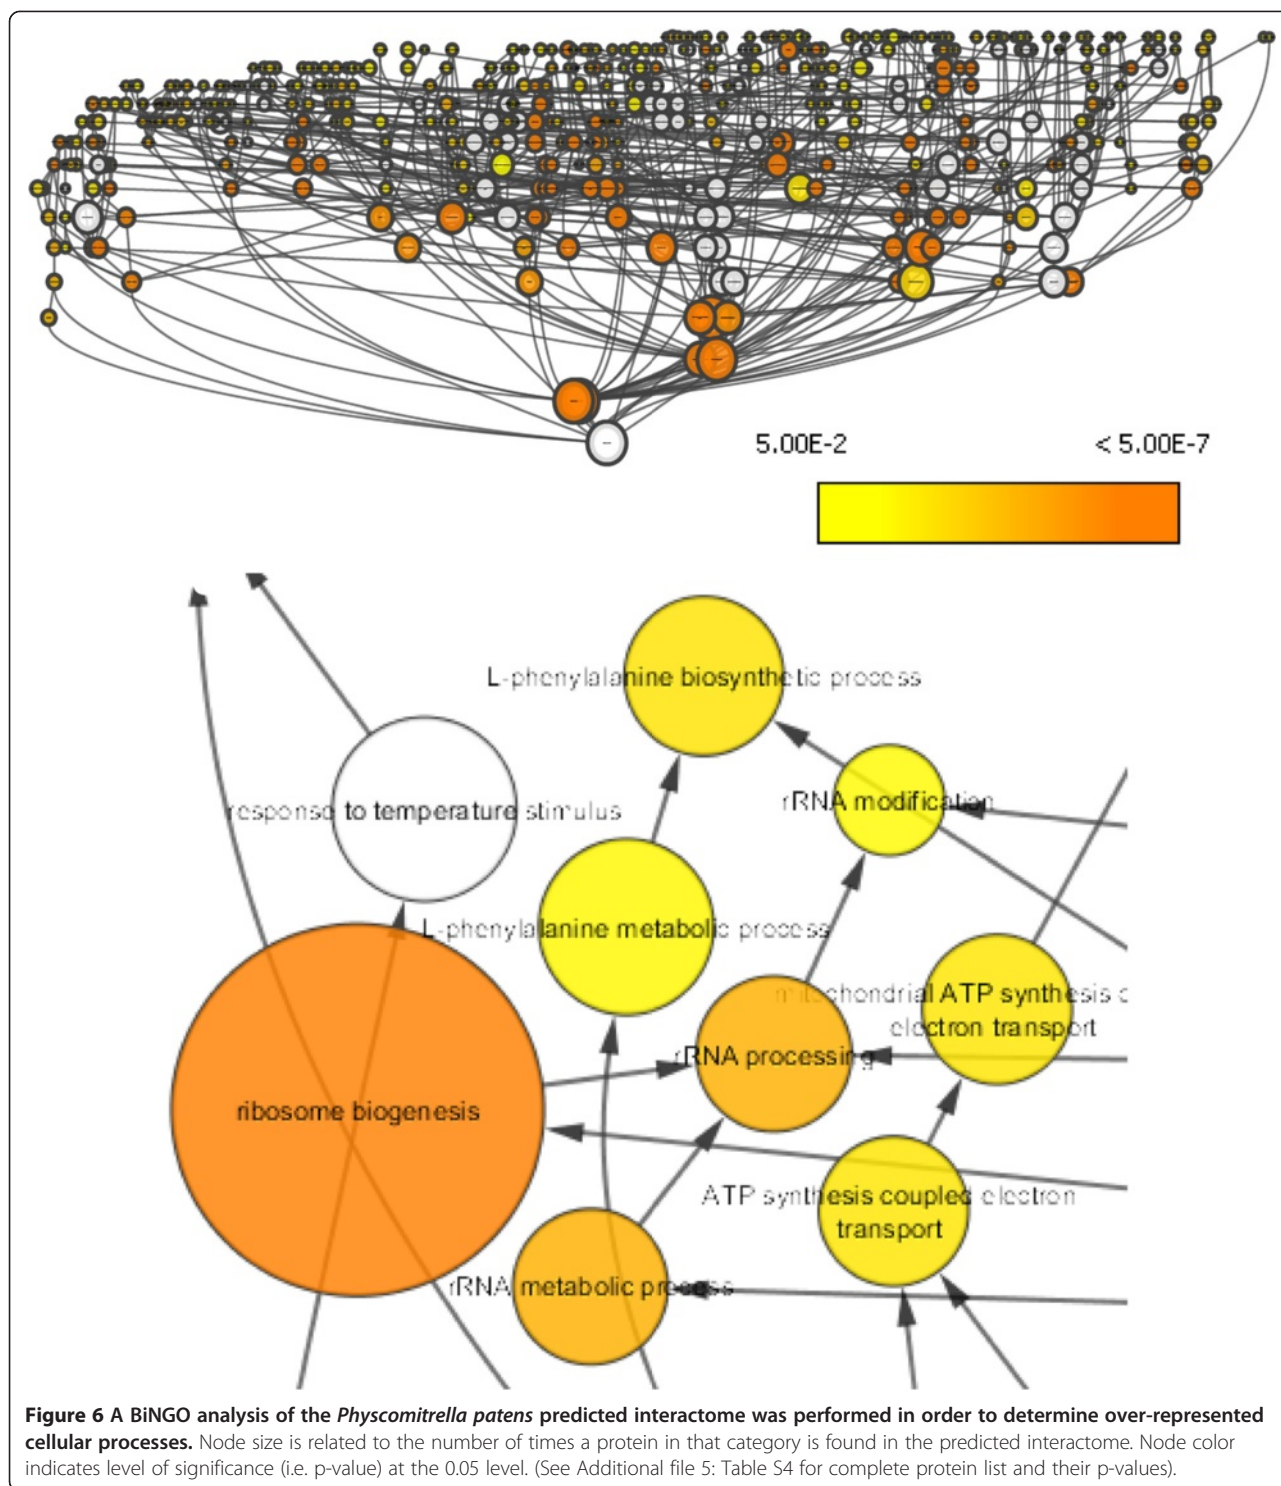 5.00E-2
< 5.00E-7
L-phenylalanine biosynthetic process
rRNA modification
response to temperature stimulus
L-phenylalanine metabolic process
mitochondrial ATP synthesis c
electron transport
rRNA processing
ribosome biogenesis
ATP synthesis coupled electron
transport
rRNA metabolic process
Figure 6 A BiNGO analysis of the Physcomitrella patens predicted interactome was performed in order to determine over-represented
cellular processes. Node size is related to the number of times a protein in that category is found in the predicted interactome. Node color
indicates level of significance (i.e. p-value) at the 0.05 level. (See Additional file 5: Table S4 for complete protein list and their p-values).